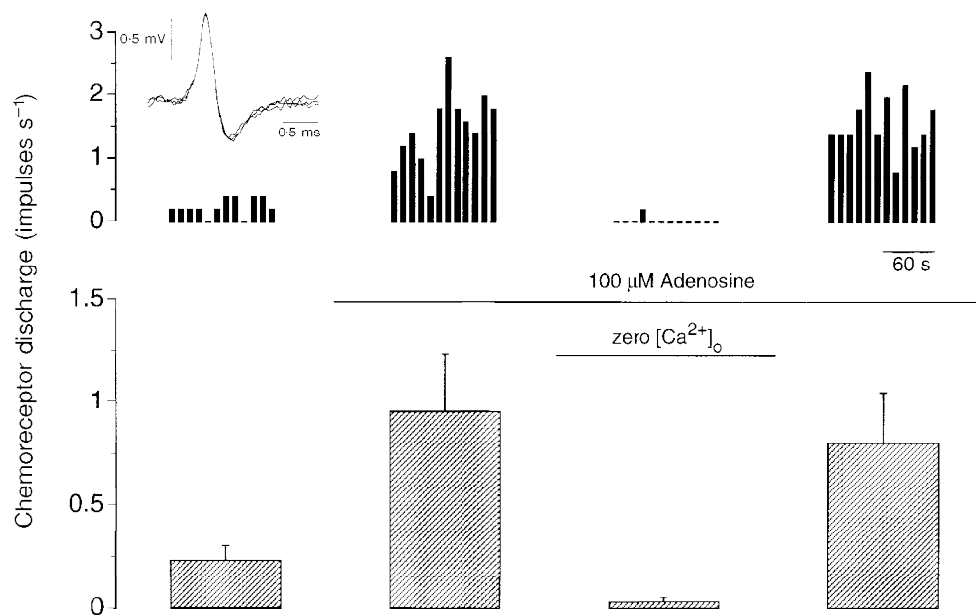 3
2
1
0
0·5 mV
0·5 ms
60 s
Chemoreceptor discharge (impulses s⁻¹)
100 µM Adenosine
zero [Ca²⁺]ₒ
1.5
1
0.5
0